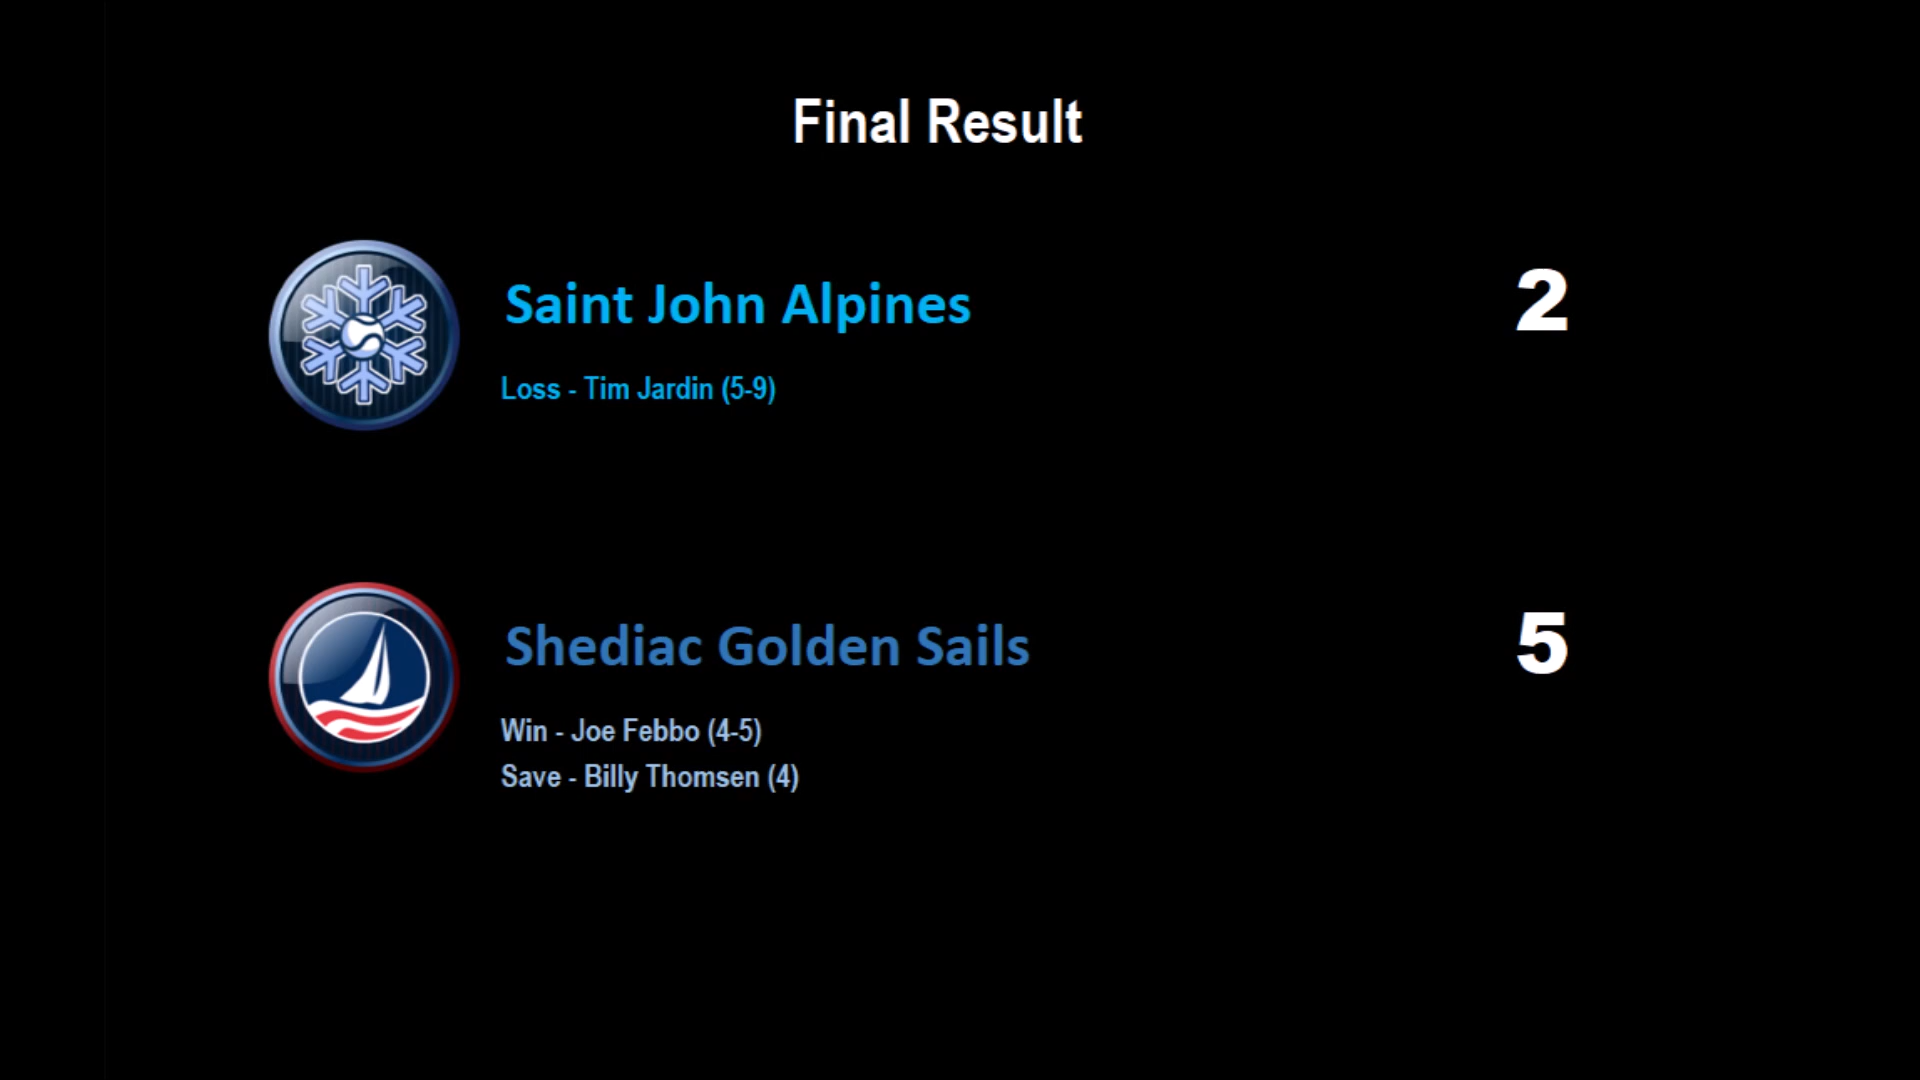 Final Result
Saint John Alpines
2
Loss - Tim Jardin (5-9)
Shediac Golden Sails
5
Win - Joe Febbo (4-5)
Save - Billy Thomsen (4)